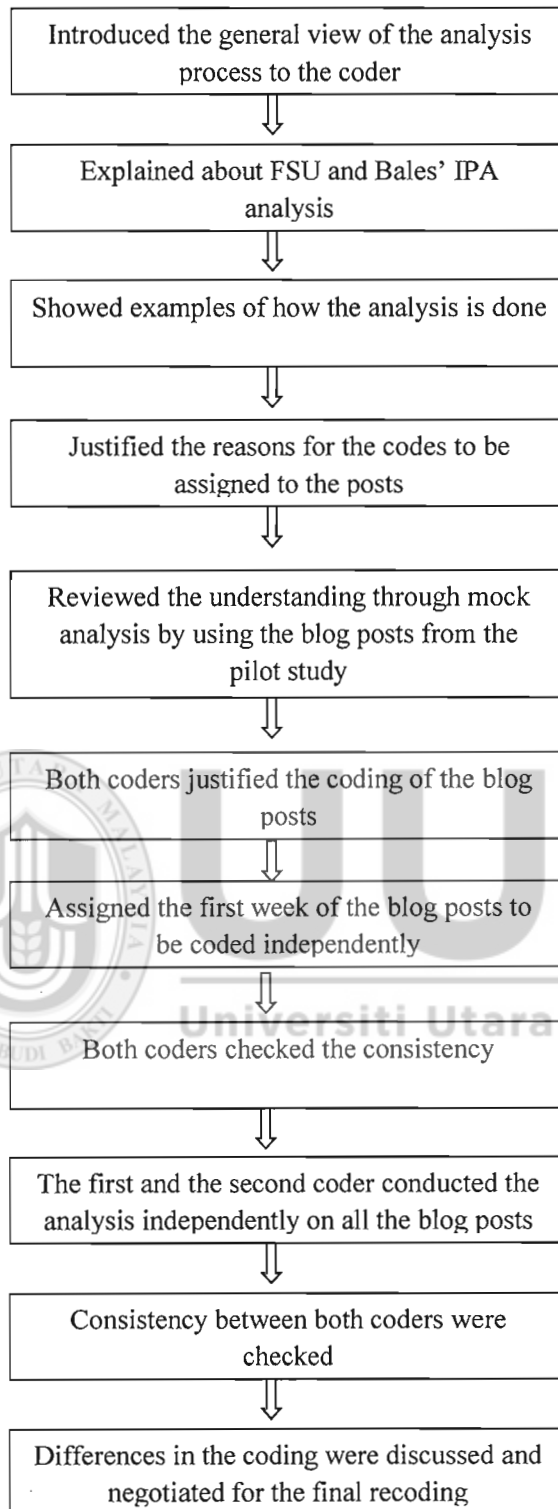 Introduced the general view of the analysis
process to the coder
Explained about FSU and Bales’ IPA
analysis
Showed examples of how the analysis is done
Justified the reasons for the codes to be
assigned to the posts
Reviewed the understanding through mock
analysis by using the blog posts from the
pilot study
Both coders justified the coding of the blog
posts
UTARA MALAYSIA
UU
Assigned the first week of the blog posts to
be coded independently
Universiti Utara
BUDI BAKTI
Both coders checked the consistency
The first and the second coder conducted the
analysis independently on all the blog posts
Consistency between both coders were
checked
Differences in the coding were discussed and
negotiated for the final recoding